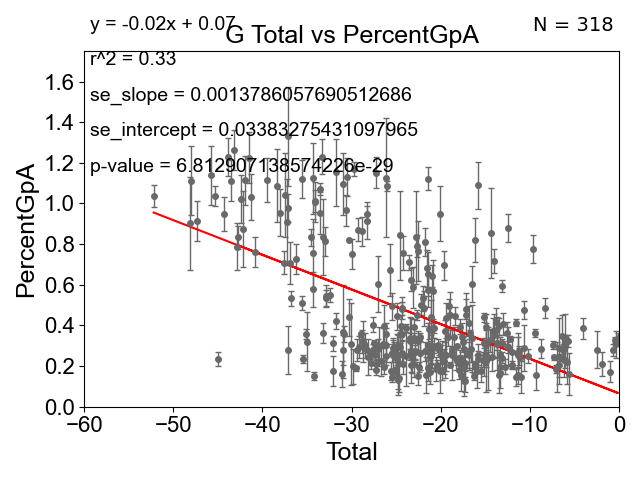 y = -0.02x + 0.07
G Total vs PercentGpA
N = 318
r^2 = 0.33
se_slope = 0.0013786057690512686
se_intercept = 0.03383275431097965
p-value = 6.812907138574226e-29
PercentGpA
1.6
1.4
1.2
1.0
0.8
0.6
0.4
0.2
0.0
−60 −50 −40 −30 −20 −10 0
Total